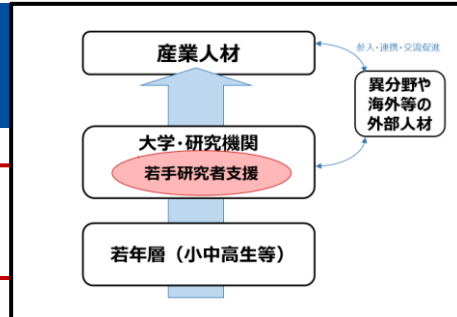 産業人材
参入・連携・交流促進
異分野や
海外等の
外部人材
大学・研究機関
若手研究者支援
若年層（小中高生等）